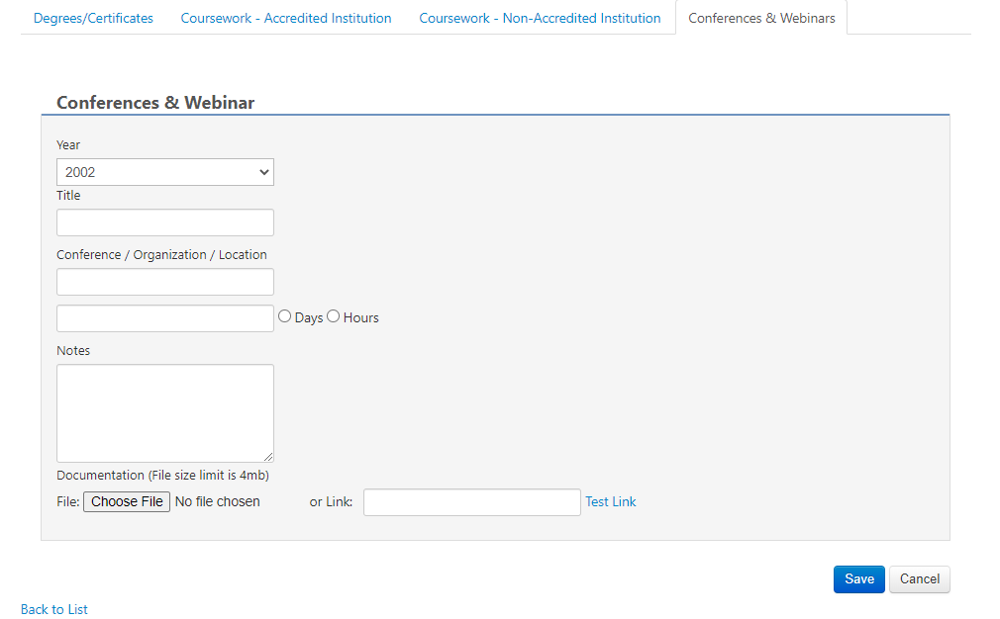 Degrees/Certificates Coursework - Accredited Institution Coursework - Non-Accredited Institution Conferences & Webinars
Conferences & Webinar
Year
2002
Title
Conference / Organization / Location
Days Hours
Notes
Documentation (File size limit is 4mb)
File: Choose File No file chosen or Link: Test Link
Save Cancel
Back to List